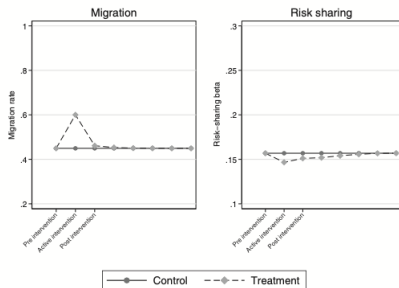 Migration
Risk sharing
1
.8
.6
.4
.2
Migration rate
Pre intervention
Active intervention
Post intervention
.3
.25
.2
.15
.1
Risk-sharing beta
Pre intervention
Active intervention
Post intervention
Control
Treatment